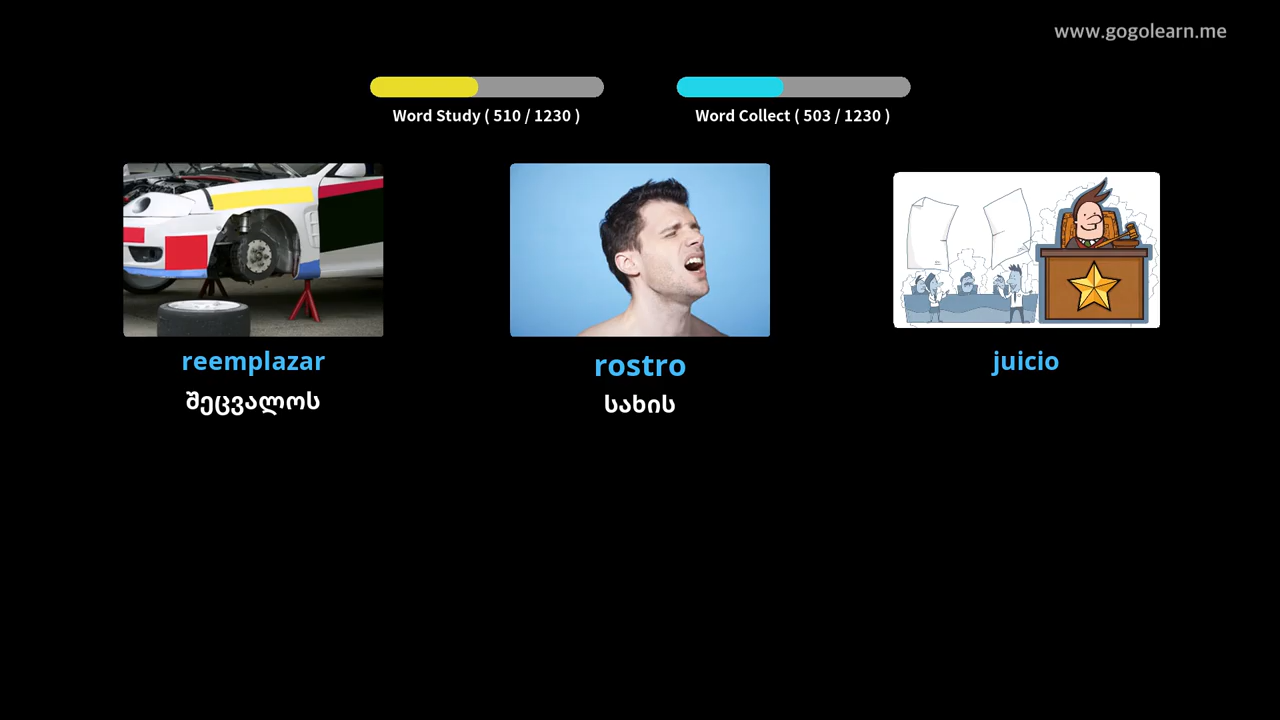 www.gogolearn.me
Word Study ( 510 / 1230 )
Word Collect ( 503 / 1230 )
reemplazar
rostro
juicio
შეცვალოს
სახის